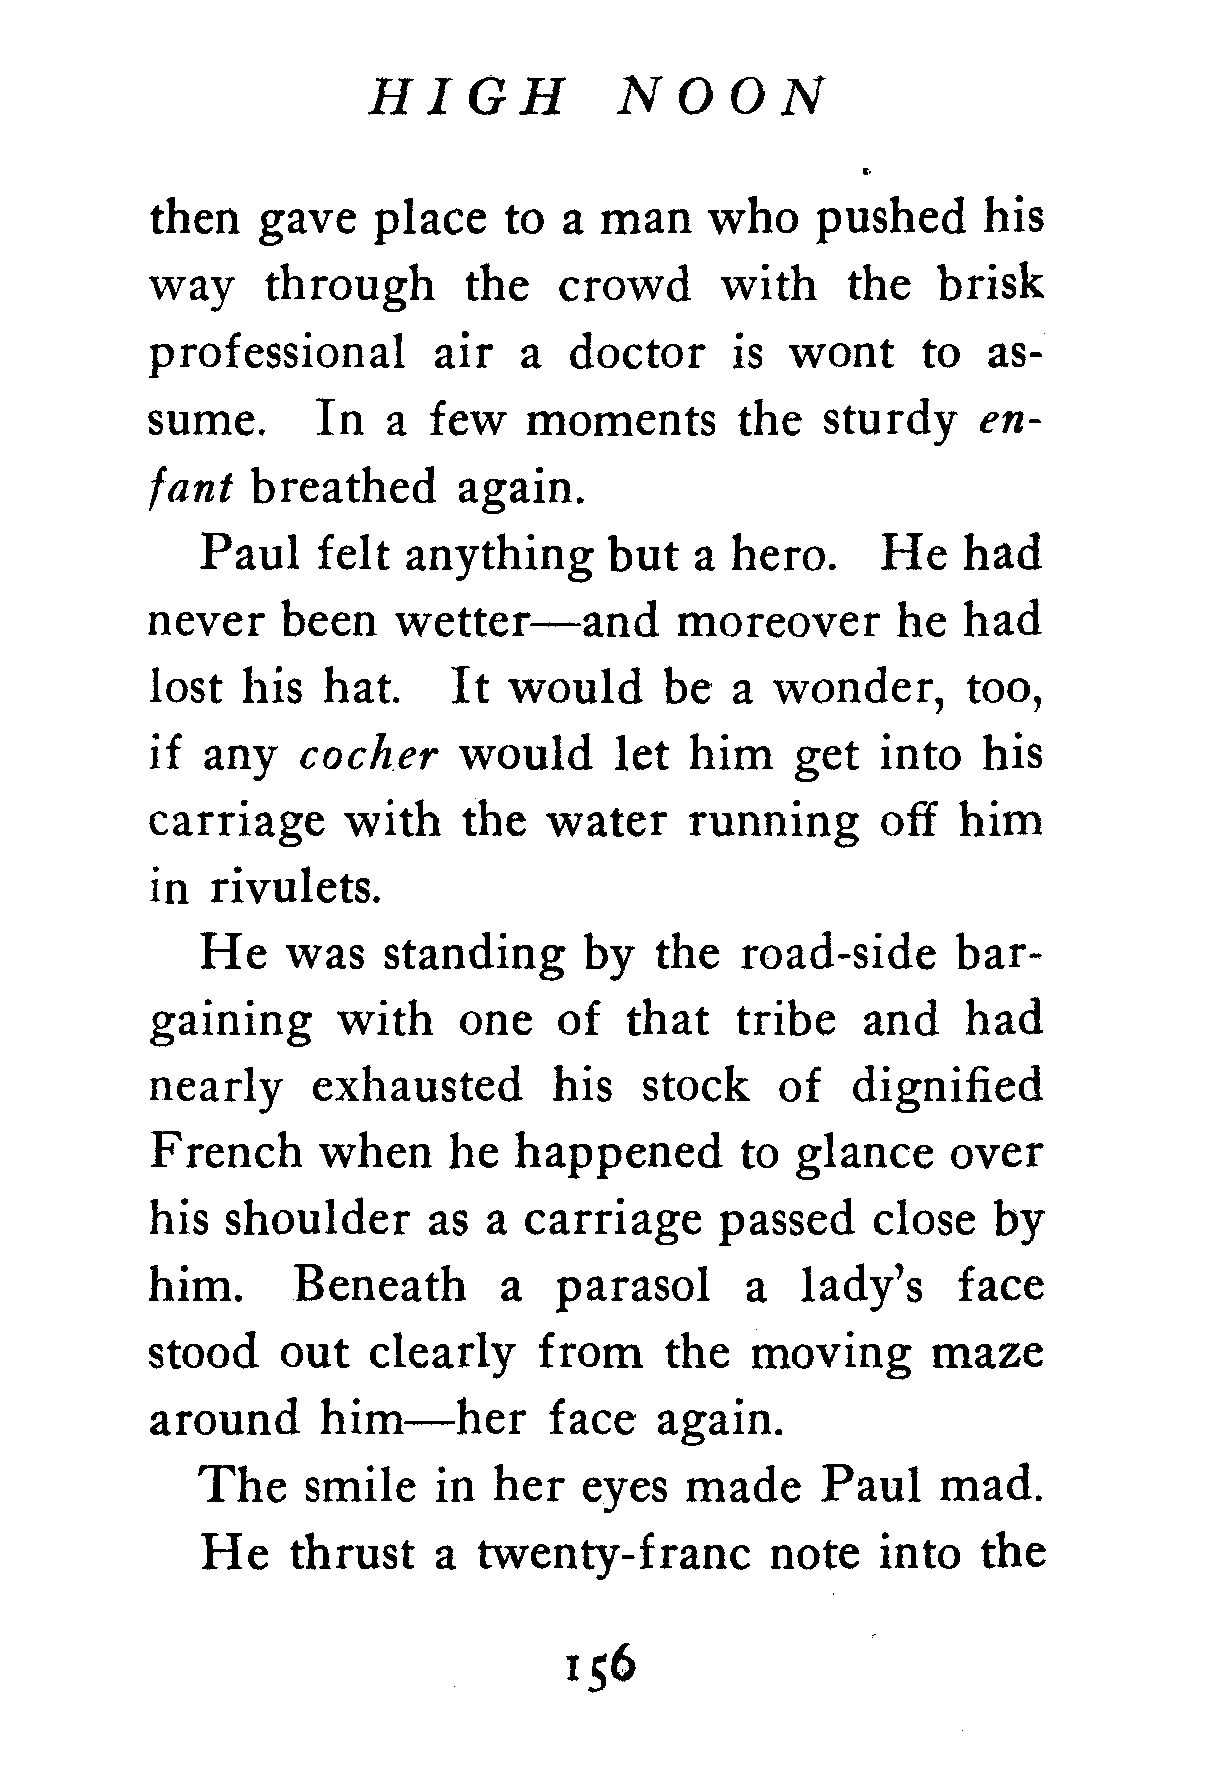 HIGH NOON
then gave place to a man who pushed his
way through the crowd with the brisk
professional air a doctor is wont to as-
sume. In a few moments the sturdy en-
fant breathed again.
Paul felt anything but a hero. He had
never been wetter—and moreover he had
lost his hat. It would be a wonder, too,
if any cocher would let him get into his
carriage with the water running off him
in rivulets.
He was standing by the road-side bar-
gaining with one of that tribe and had
nearly exhausted his stock of dignified
French when he happened to glance over
his shoulder as a carriage passed close by
him. Beneath a parasol a lady's face
stood out clearly from the moving maze
around him—her face again.
The smile in her eyes made Paul mad.
He thrust a twenty-franc note into the
156